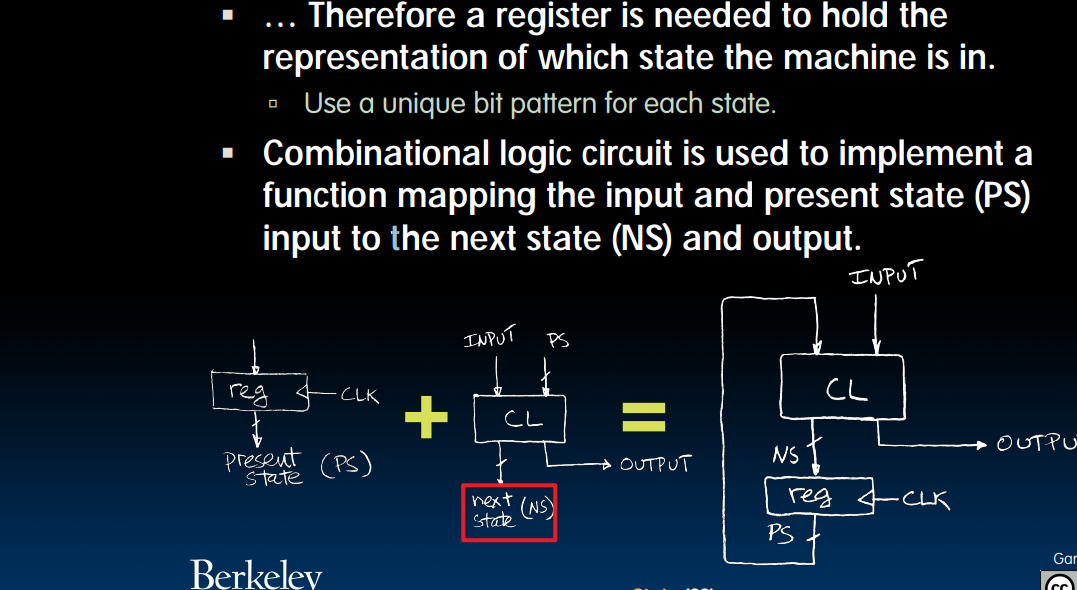 … Therefore a register is needed to hold the
representation of which state the machine is in.
Use a unique bit pattern for each state.
Combinational logic circuit is used to implement a
function mapping the input and present state (PS)
input to the next state (NS) and output.
reg
CLK
present
state (PS)
+
INPUT PS
CL
OUTPUT
next
state (NS)
=
INPUT
CL
OUTPU
NS
reg
CLK
PS
Berkeley
Gar
cc